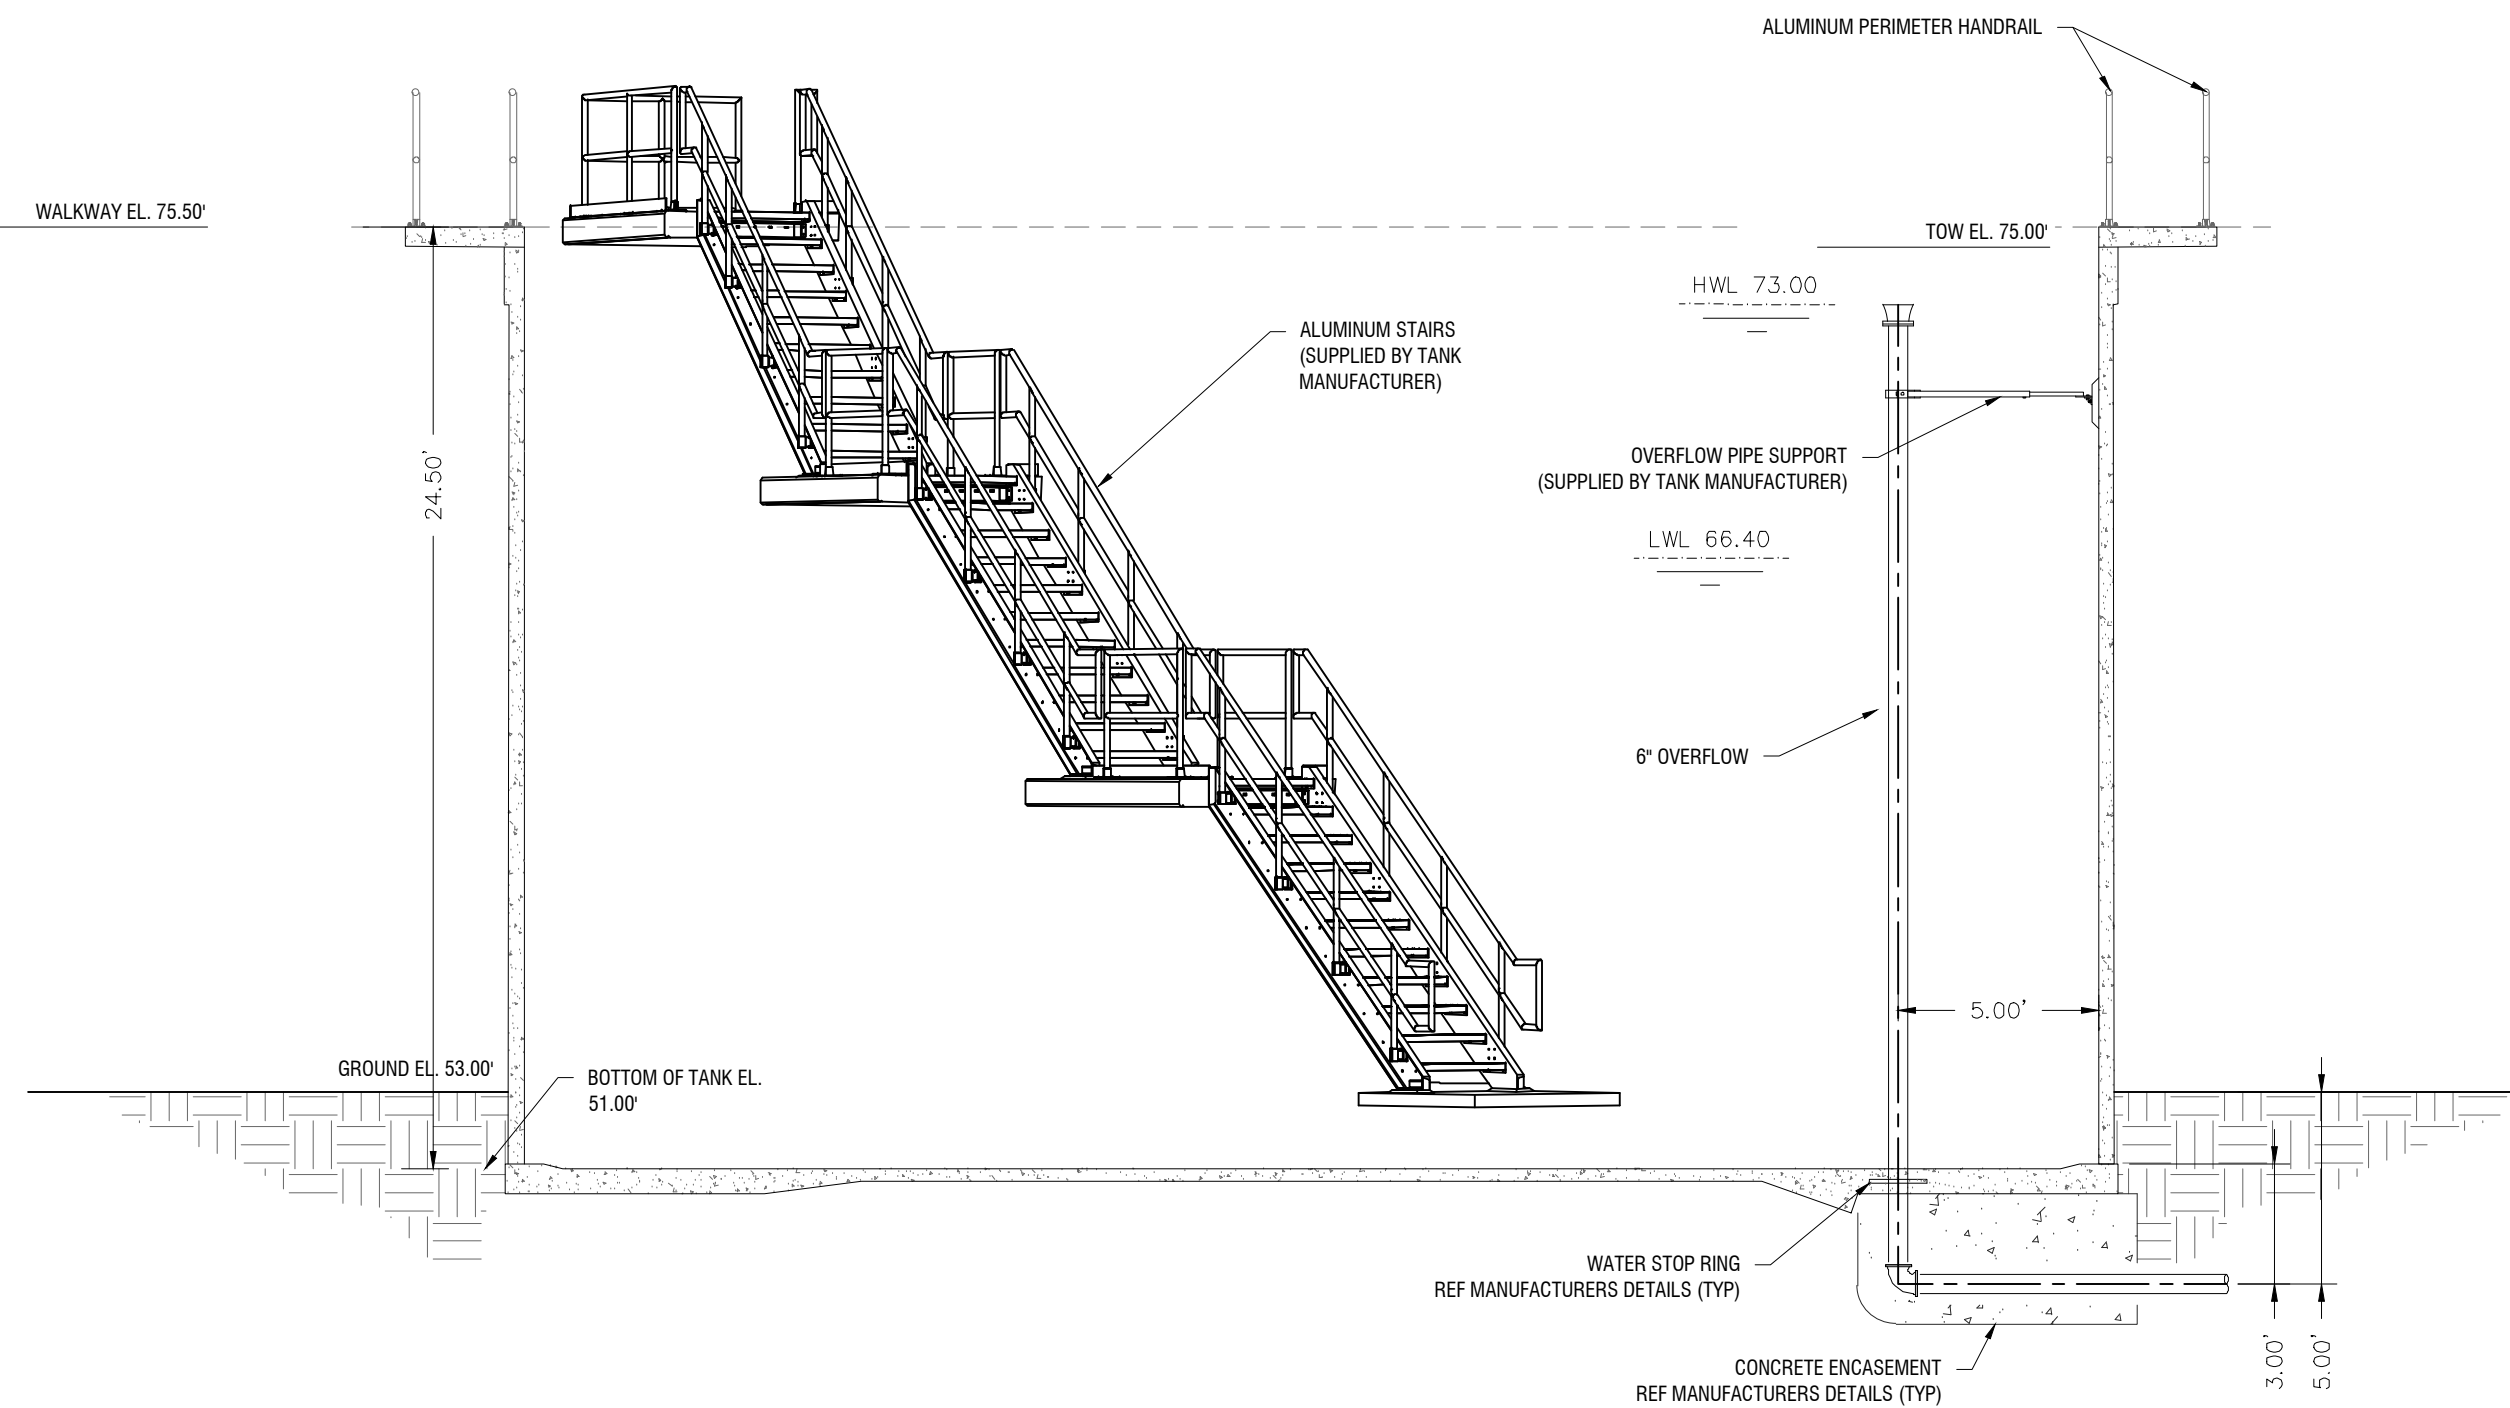 ALUMINUM PERIMETER HANDRAIL
WALKWAY EL. 75.50'
TOW EL. 75.00'
HWL 73.00
ALUMINUM STAIRS
(SUPPLIED BY TANK
MANUFACTURER)
24.50'
OVERFLOW PIPE SUPPORT
(SUPPLIED BY TANK MANUFACTURER)
LWL 66.40
6" OVERFLOW
5.00'
GROUND EL. 53.00'
BOTTOM OF TANK EL.
51.00'
WATER STOP RING
REF MANUFACTURERS DETAILS (TYP)
3.00'
5.00'
CONCRETE ENCASEMENT
REF MANUFACTURERS DETAILS (TYP)